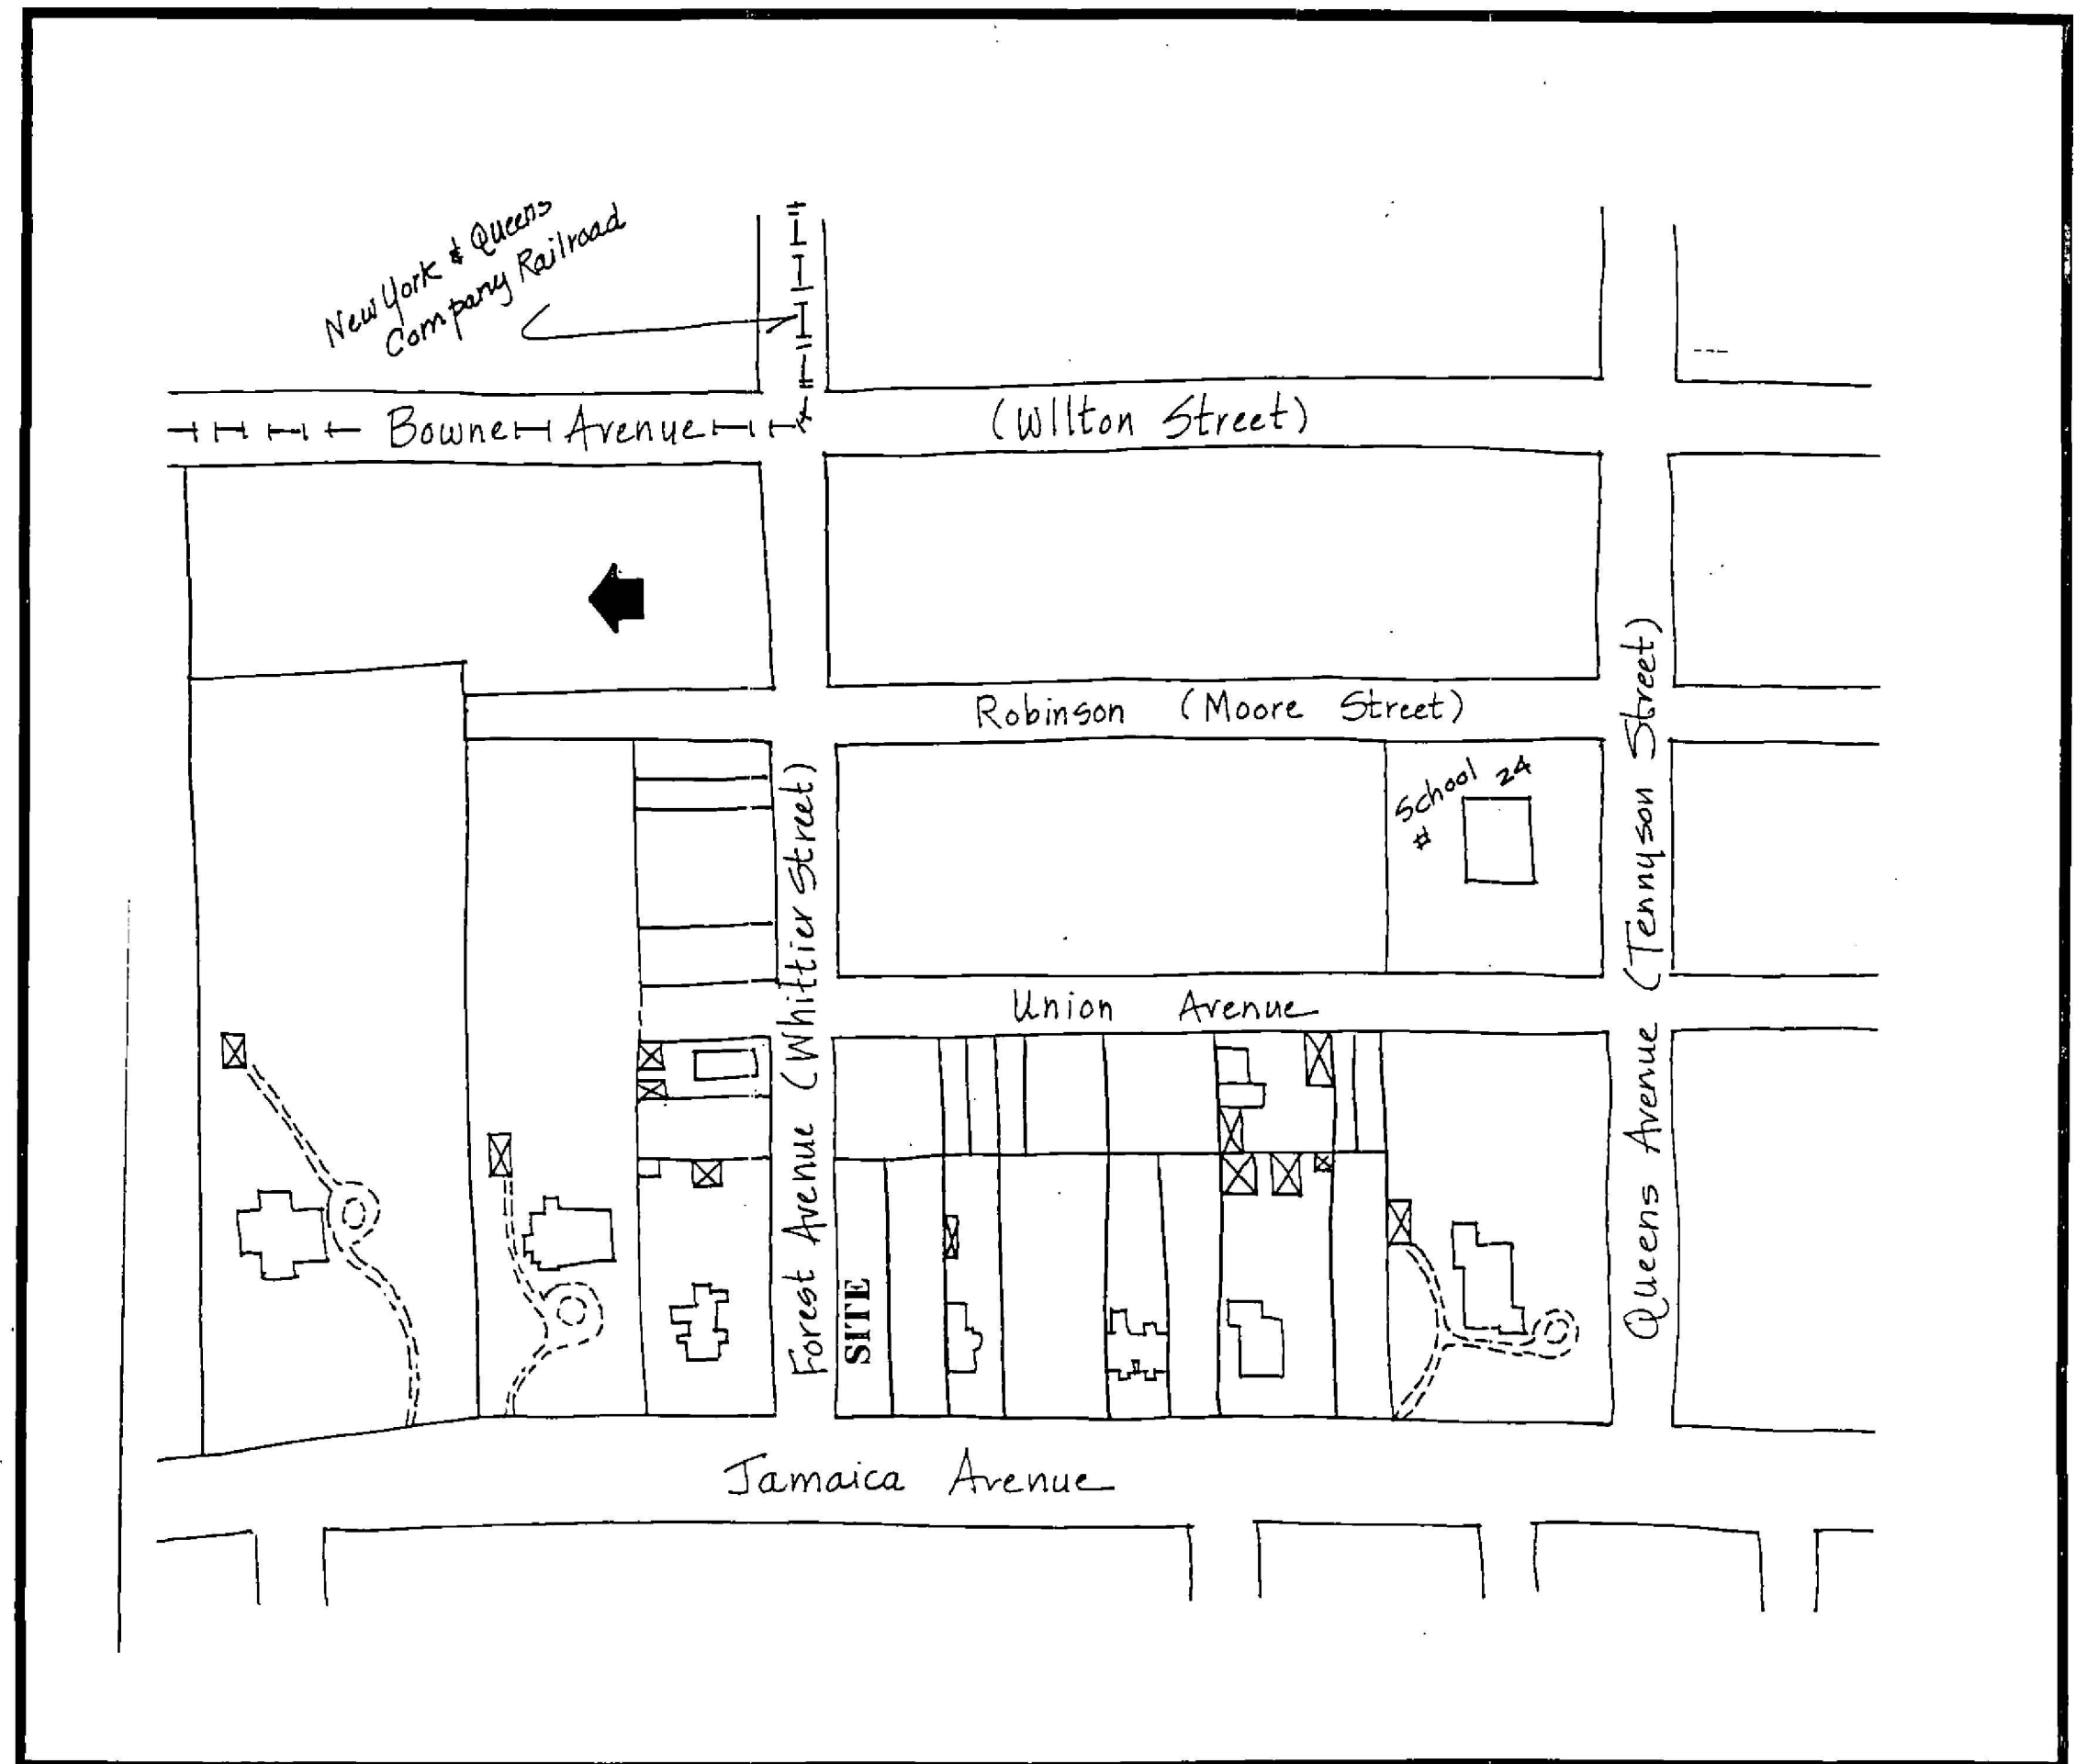 New York & Queens
Company Railroad
Bowne Avenue
(Wllton Street)
Robinson (Moore Street)
School 24
#
Forest Avenue (Whittier Street)
Queens Avenue (Tennyson Street)
Union Avenue
SITE
Jamaica Avenue